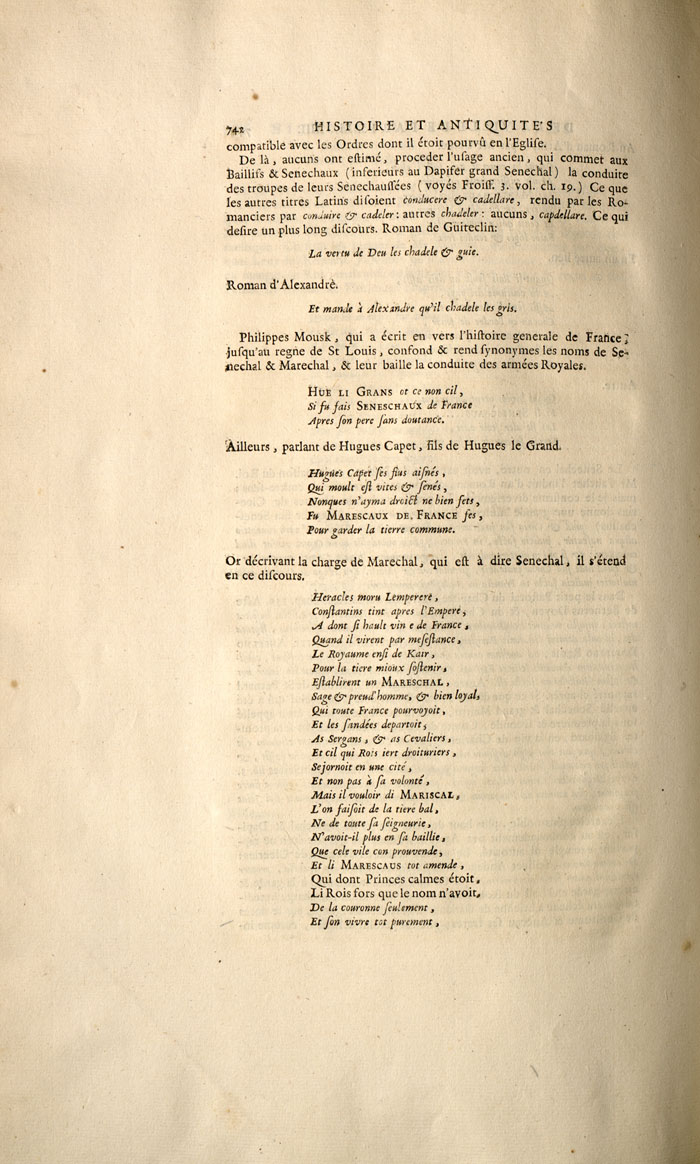 742 HISTOIRE ET ANTIQUITE'S
compatible avec les Ordres dont il étoit pourvû en l'Eglise.
De là, aucuns ont estimé, proceder l'usage ancien, qui commet aux
Baillifs & Senechaux (inferieurs au Dapifer grand Senechal) la conduite
des troupes de leurs Senechaussées (voyés Froiss. 3. vol. ch. 19.) Ce que
les autres titres Latins disoient conducere & cadellare, rendu par les Ro-
manciers par conduire & cadeler: autres chadeler: aucuns, capdellare. Ce qui
desire un plus long discours. Roman de Guiteclin:
La vertu de Deu les chadele & guie.
Roman d'Alexandrè.
Et mande à Alexandre qu'il chadele les gris.
Philippes Mousk, qui a écrit en vers l'histoire generale de France;
jusqu'au regne de St Louis, confond & rend synonymes les noms de Se-
nechal & Marechal, & leur baille la conduite des armées Royales.
HUE LI GRANS et ce non cil,
Si fu fais SENESCHAUX de France
Apres son pere sans doutance.
Ailleurs, parlant de Hugues Capet, fils de Hugues le Grand.
Hugues Capet ses fius aisnés,
Qui moult est vites & senés,
Nonques n'ayma droict ne bien fets,
Fu MARESCAUX DE FRANCE fes,
Pour garder la tierre commune.
Or décrivant la charge de Marechal, qui est à dire Senechal, il s'étend
en ce discours.
Heracles moru Lempereré,
Constantins tint apres l'Emperé,
A dont si hault vin e de France,
Quand il virent par mesestance,
Le Royaume ensi de Kair,
Pour la tiere mioux sostenir,
Establirent un MARESCHAL,
Sage & preud'homme, & bien loyal,
Qui toute France pourvoyoit,
Et les sandées departoit,
As Sergans, & as Cevaliers,
Et cil qui Rois iert droituriers,
Sejornoit en une cité,
Et non pas à sa volonté,
Mais il vouloir di MARISCAL,
L'on faisoit de la tiere bal,
Ne de toute sa seigneurie,
N'avoit-il plus en sa baillie,
Que cele vile con prouvende,
Et li MARESCAUS tot amende,
Qui dont Princes calmes étoit,
Li Rois fors que le nom n'avoit,
De la couronne seulement,
Et son vivre tot purement,